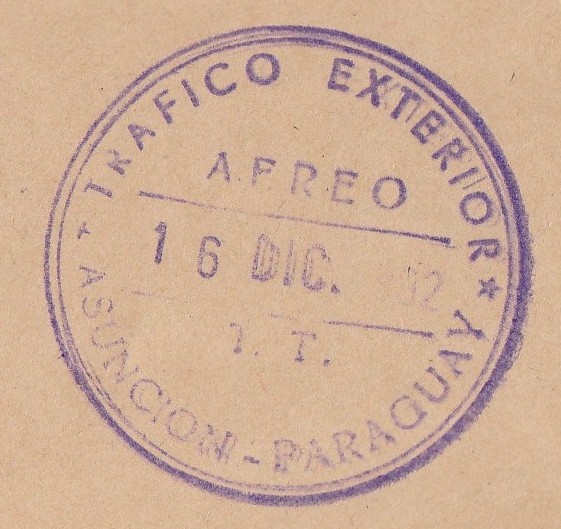 TRAFICO EXTERIOR
AEREO
16 DIC.
T.
★ ASUNCION - PARAGUAY ★